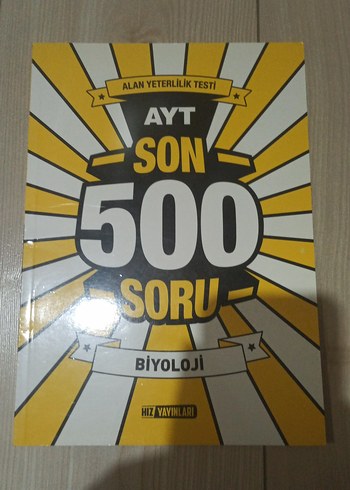 ALAN YETERLİLİK TESTİ
AYT
SON
500
SORU
BİYOLOJİ
HIZ YAYINLARI